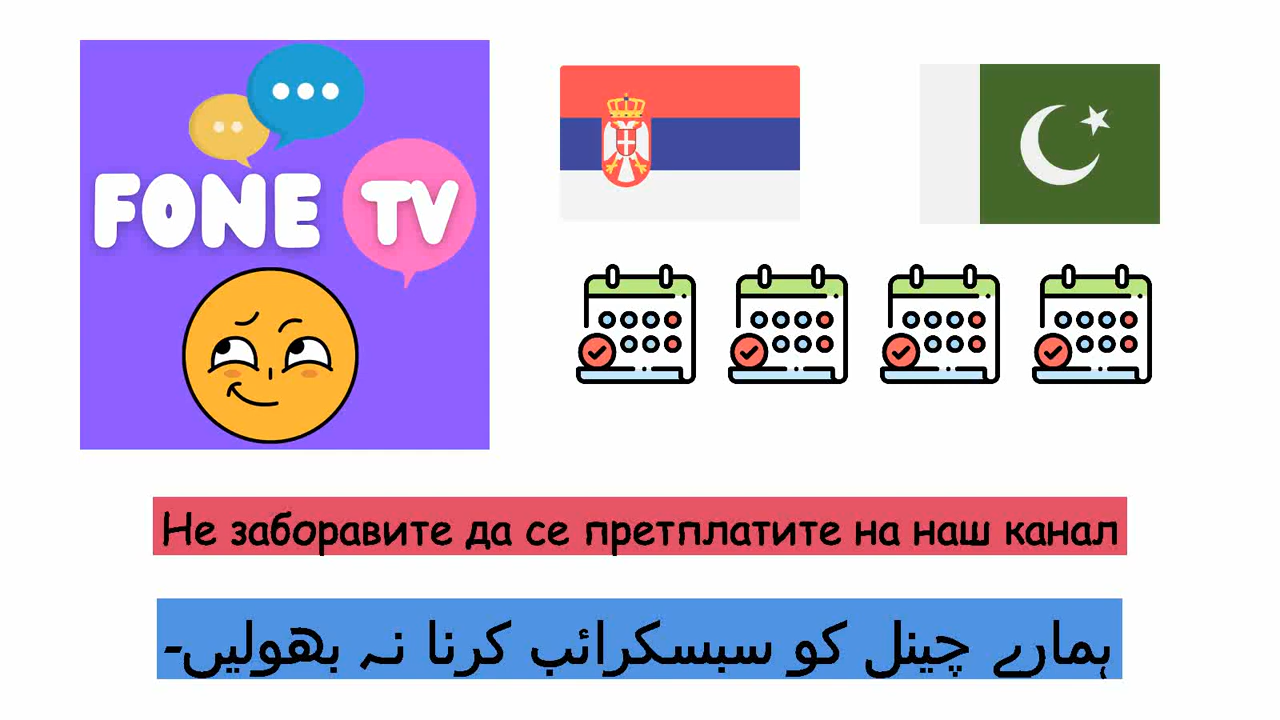 FONE TV
Не заборавите да се претплатите на наш канал
ہمارے چینل کو سبسکرائب کرنا نہ بھولیں۔